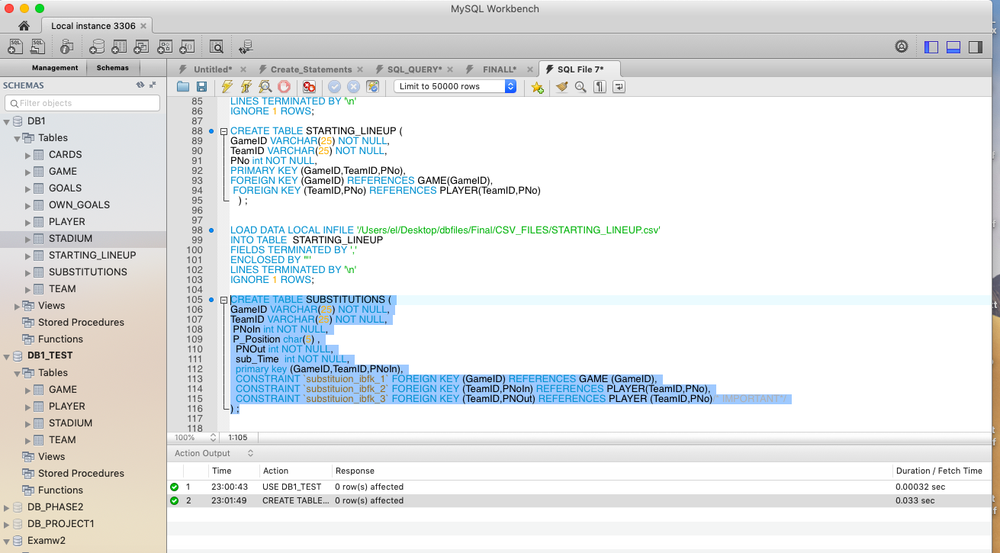 MySQL Workbench
Local instance 3306
Management
Schemas
SCHEMAS
Filter objects
DB1
Tables
CARDS
GAME
GOALS
OWN_GOALS
PLAYER
STADIUM
STARTING_LINEUP
SUBSTITUTIONS
TEAM
Views
Stored Procedures
Functions
DB1_TEST
Tables
GAME
PLAYER
STADIUM
TEAM
Views
Stored Procedures
Functions
DB_PHASE2
DB_PROJECT1
Examw2
Untitled*
Create_Statements
SQL_QUERY*
FINALL*
SQL File 7*
Limit to 50000 rows
85 LINES TERMINATED BY '\n'
86 IGNORE 1 ROWS;
87
88 CREATE TABLE STARTING_LINEUP (
89 GameID VARCHAR(25) NOT NULL,
90 TeamID VARCHAR(25) NOT NULL,
91 PNo int NOT NULL,
92 PRIMARY KEY (GameID,TeamID,PNo),
93 FOREIGN KEY (GameID) REFERENCES GAME(GameID),
94 FOREIGN KEY (TeamID,PNo) REFERENCES PLAYER(TeamID,PNo)
95 ) ;
96
97
98 LOAD DATA LOCAL INFILE '/Users/el/Desktop/dbfiles/Final/CSV_FILES/STARTING_LINEUP.csv'
99 INTO TABLE STARTING_LINEUP
100 FIELDS TERMINATED BY ','
101 ENCLOSED BY '"'
102 LINES TERMINATED BY '\n'
103 IGNORE 1 ROWS;
104
105 CREATE TABLE SUBSTITUTIONS (
106 GameID VARCHAR(25) NOT NULL,
107 TeamID VARCHAR(25) NOT NULL,
108 PNoIn int NOT NULL,
109 P_Position char(5) ,
110 PNOut int NOT NULL,
111 sub_Time int NOT NULL,
112 primary key (GameID,TeamID,PNoIn),
113 CONSTRAINT `substituion_ibfk_1` FOREIGN KEY (GameID) REFERENCES GAME (GameID),
114 CONSTRAINT `substituion_ibfk_2` FOREIGN KEY (TeamID,PNoIn) REFERENCES PLAYER(TeamID,PNo),
115 CONSTRAINT `substituion_ibfk_3` FOREIGN KEY (TeamID,PNOut) REFERENCES PLAYER (TeamID,PNo) * IMPORTANT*/
116 ) ;
117
118
100%
1:105
Action Output
Time Action Response Duration / Fetch Time
1 23:00:43 USE DB1_TEST 0 row(s) affected 0.00032 sec
2 23:01:49 CREATE TABLE... 0 row(s) affected 0.033 sec